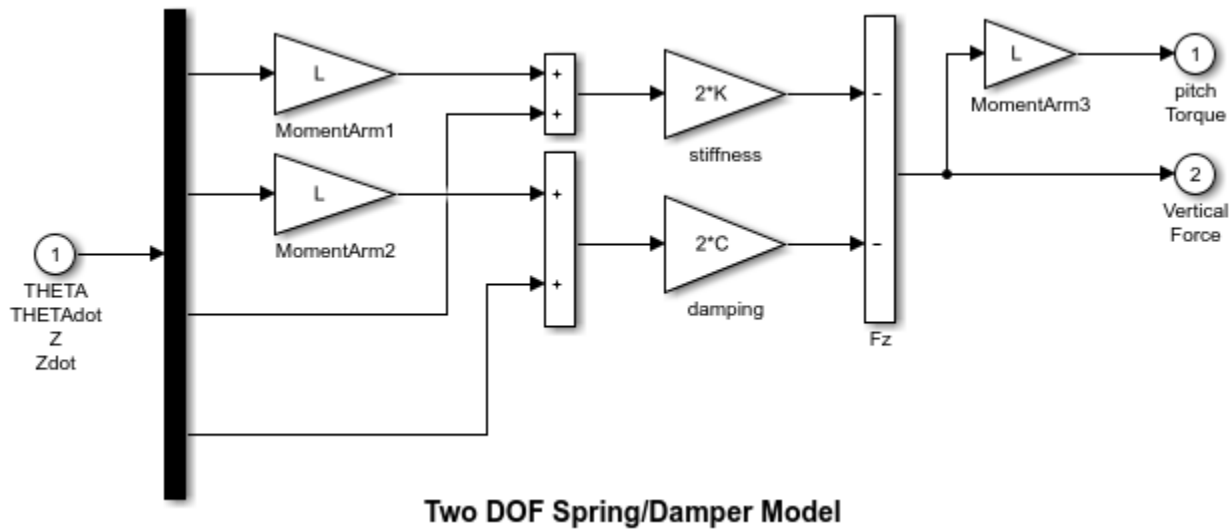 L
MomentArm1
L
MomentArm2
1
THETA
THETAdot
Z
Zdot
+
+
+
+
2*K
stiffness
2*C
damping
-
-
Fz
L
MomentArm3
1
pitch
Torque
2
Vertical
Force
Two DOF Spring/Damper Model